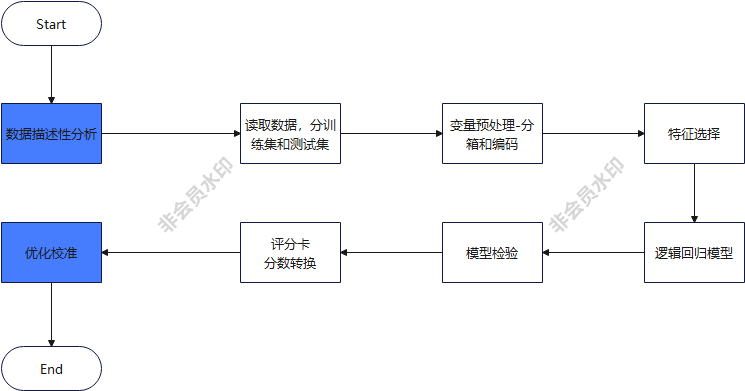 Start
数据描述性分析
读取数据，分训
练集和测试集
变量预处理-分
箱和编码
特征选择
逻辑回归模型
模型检验
评分卡
分数转换
优化校准
End
非会员水印
非会员水印